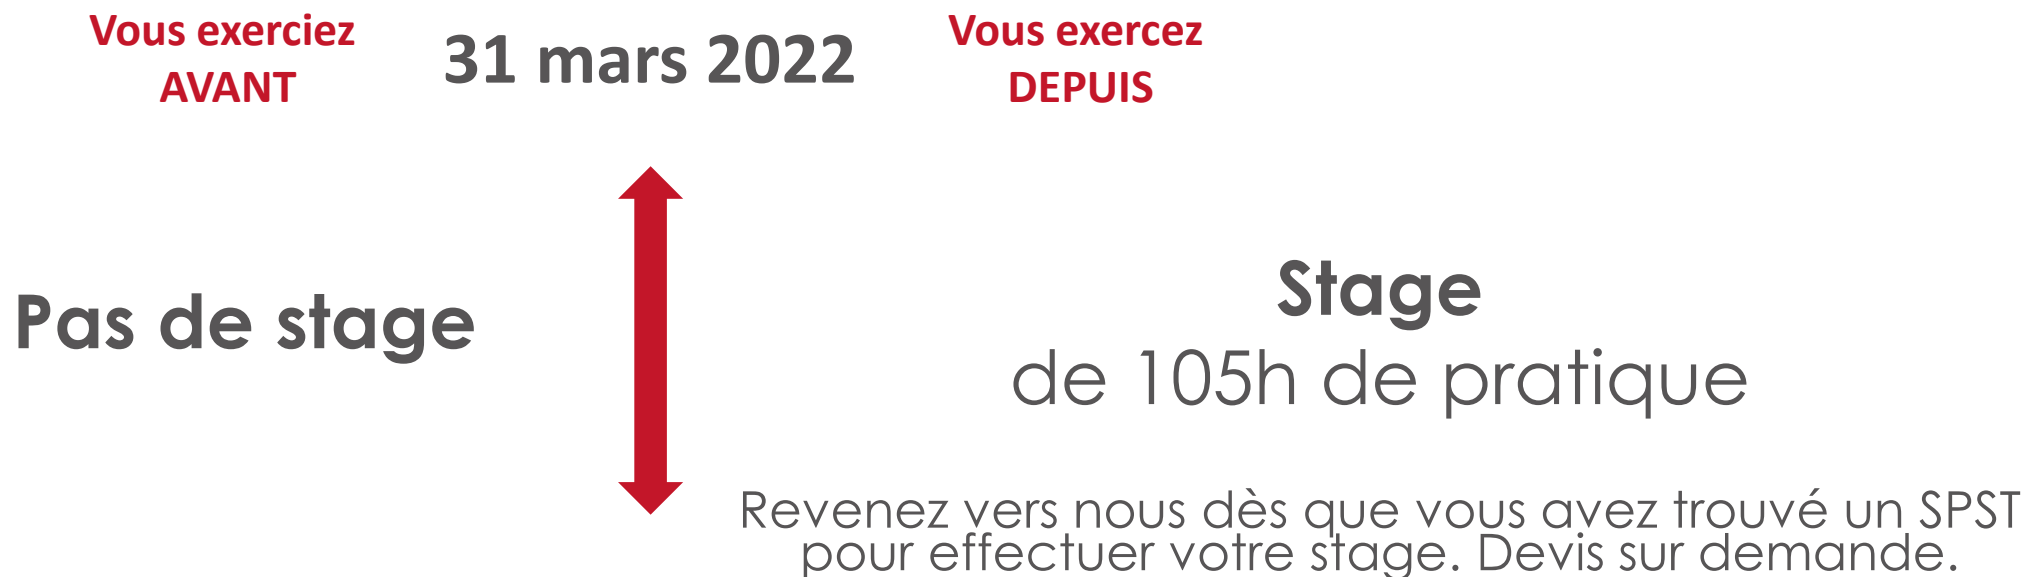 Vous exerciez
AVANT
31 mars 2022
Vous exercez
DEPUIS
Pas de stage
Stage
de 105h de pratique
Revenez vers nous dès que vous avez trouvé un SPST
pour effectuer votre stage. Devis sur demande.